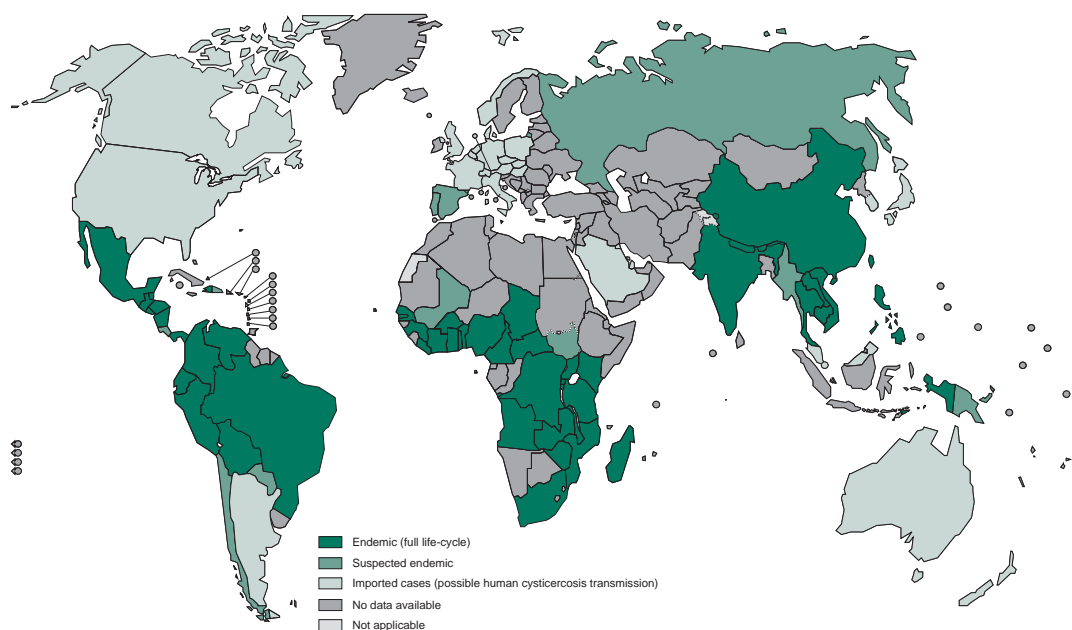 Endemic (full life-cycle)
Suspected endemic
Imported cases (possible human cysticercosis transmission)
No data available
Not applicable